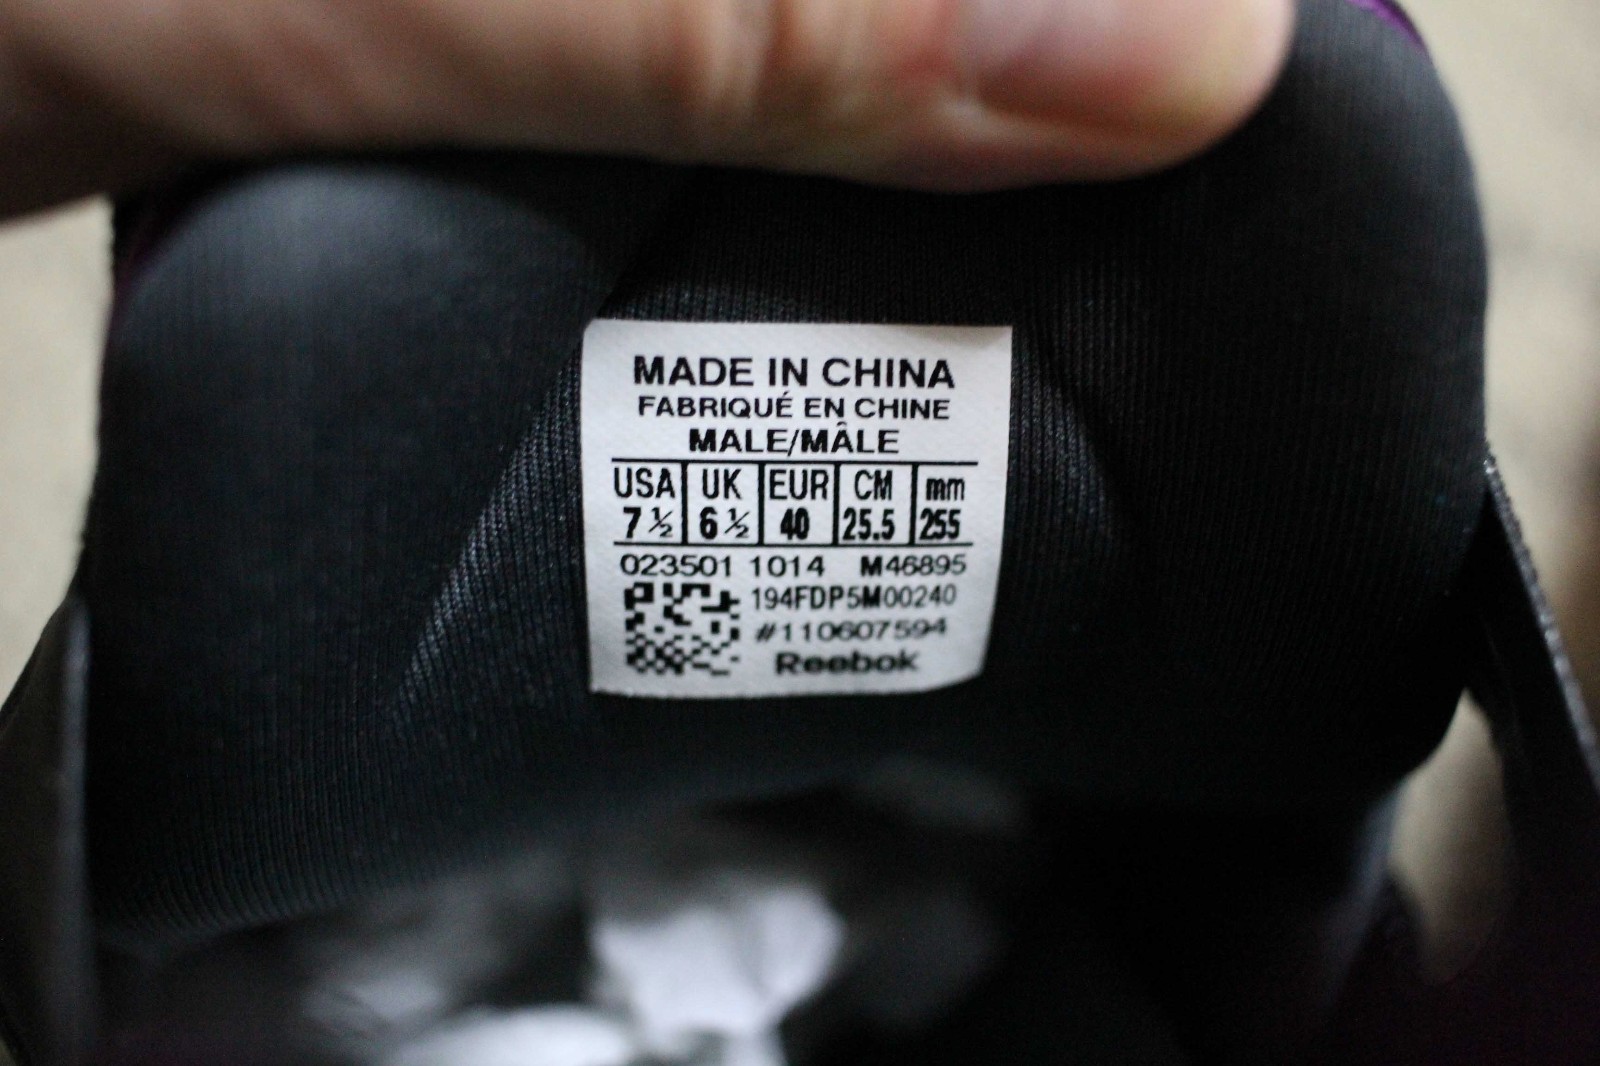 MADE IN CHINA
FABRIQUÉ EN CHINE
MALE/MÂLE
USA UK EUR CM mm
7 ½ 6 ½ 40 25.5 255
023501 1014 M46895
194FDP5M00240
#110607594
Reebok